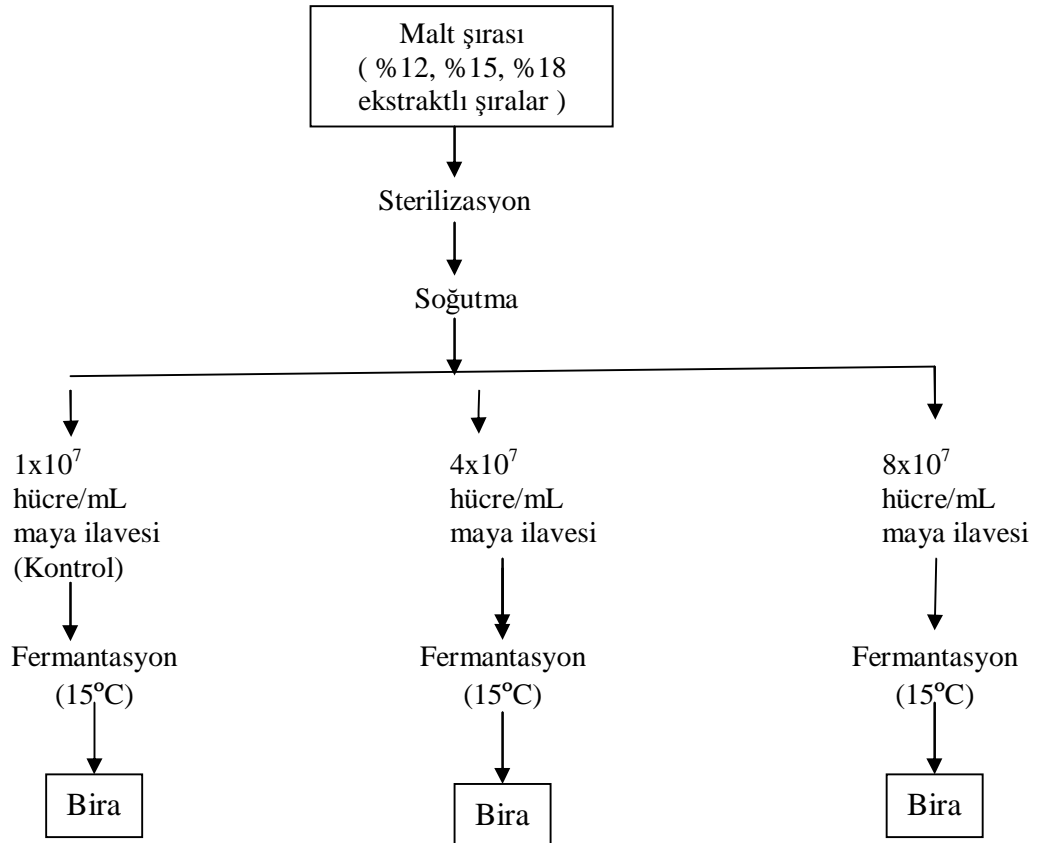 Malt şırası
( %12, %15, %18
ekstraktlı şıralar )
Sterilizasyon
Soğutma
1x10⁷
hücre/mL
maya ilavesi
(Kontrol)
Fermantasyon
(15ºC)
Bira
4x10⁷
hücre/mL
maya ilavesi
Fermantasyon
(15ºC)
Bira
8x10⁷
hücre/mL
maya ilavesi
Fermantasyon
(15ºC)
Bira